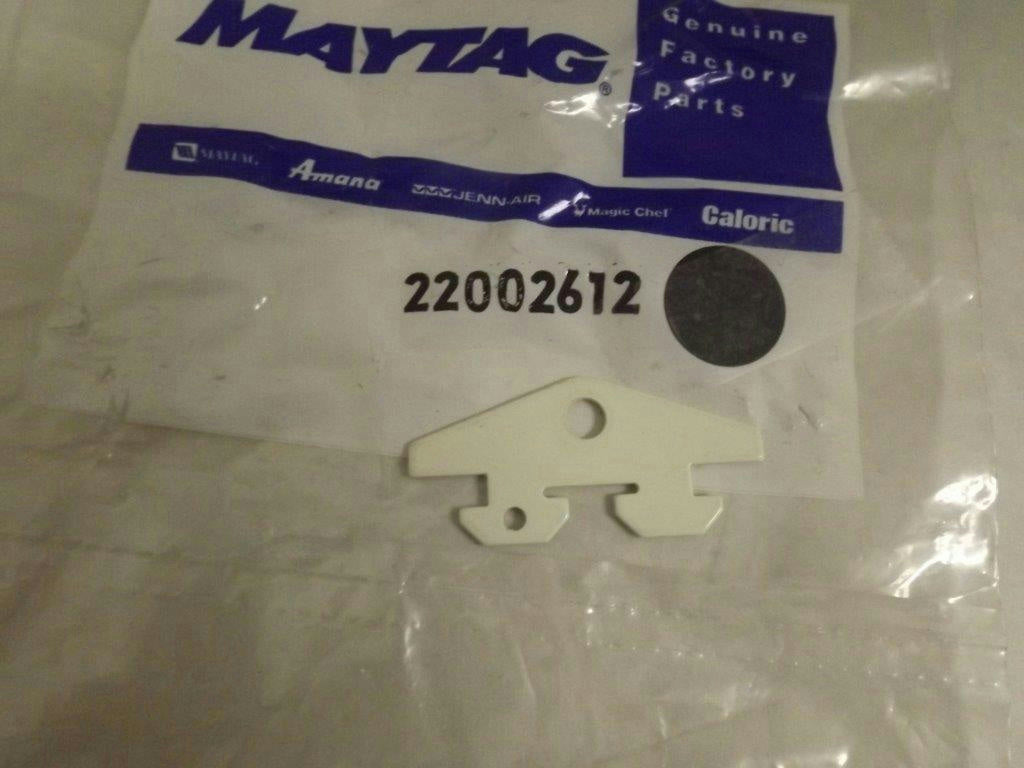 MAYTAG®
Genuine
Factory
Parts
MAYTAG Amana JENN-AIR Magic Chef Caloric
22002612